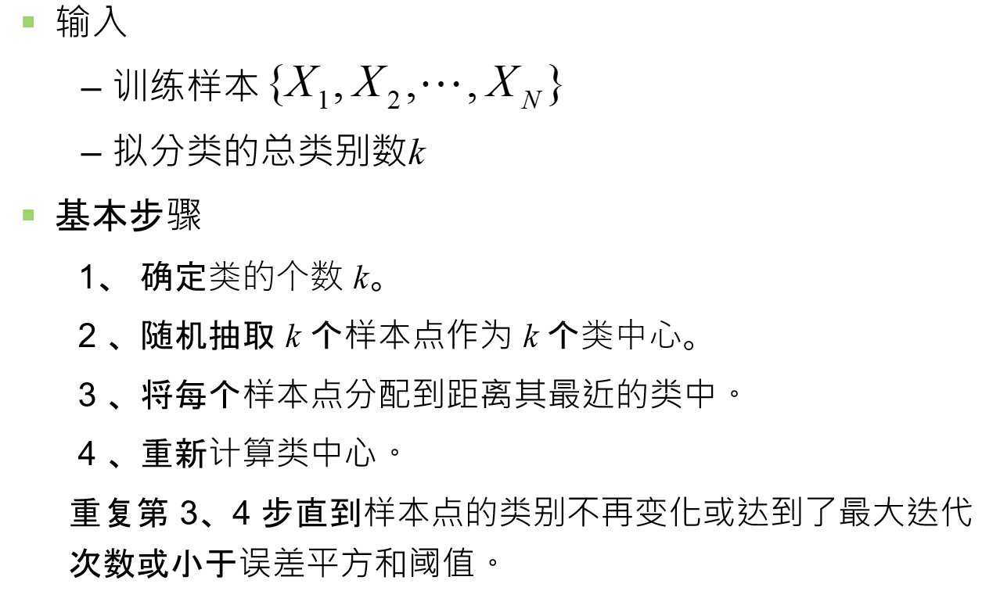 输入
– 训练样本 {X₁, X₂, ⋯, X_N}
– 拟分类的总类别数k
基本步骤
1、 确定类的个数 k。
2 、随机抽取 k 个样本点作为 k 个类中心。
3 、将每个样本点分配到距离其最近的类中。
4 、重新计算类中心。
重复第 3、4 步直到样本点的类别不再变化或达到了最大迭代
次数或小于误差平方和阈值。